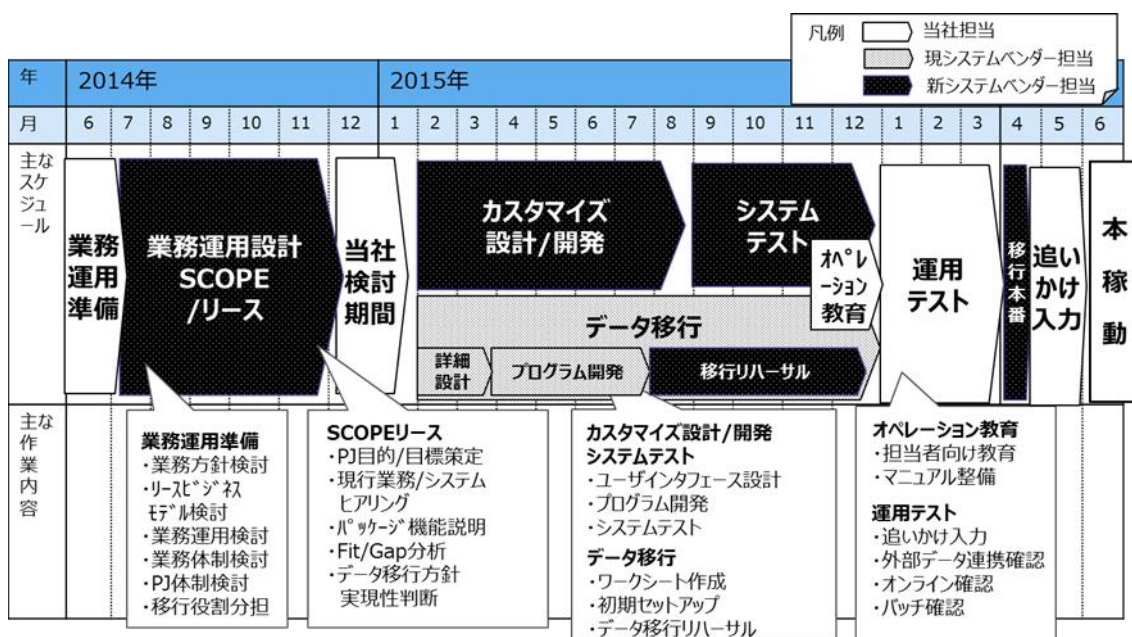 凡例
当社担当
現システムベンダー担当
新システムベンダー担当
年
2014年
2015年
月
6 7 8 9 10 11 12 1 2 3 4 5 6 7 8 9 10 11 12 1 2 3 4 5 6
主な
スケ
ジュ
ール
業務
運用
準備
業務運用設計
SCOPE
/リース
当社
検討
期間
カスタマイズ
設計/開発
システム
テスト
オペレ
ーション
教育
データ移行
詳細
設計
プログラム開発
移行リハーサル
運用
テスト
移行本番
追い
かけ
入力
本
稼
動
主な
作
業
内
容
業務運用準備
・業務方針検討
・リースビジネス
モデル検討
・業務運用検討
・業務体制検討
・PJ体制検討
・移行役割分担
SCOPEリース
・PJ目的/目標策定
・現行業務/システム
ヒアリング
・パッケージ機能説明
・Fit/Gap分析
・データ移行方針
実現性判断
カスタマイズ設計/開発
システムテスト
・ユーザインタフェース設計
・プログラム開発
・システムテスト
データ移行
・ワークシート作成
・初期セットアップ
・データ移行リハーサル
オペレーション教育
・担当者向け教育
・マニュアル整備
運用テスト
・追いかけ入力
・外部データ連携確認
・オンライン確認
・バッチ確認